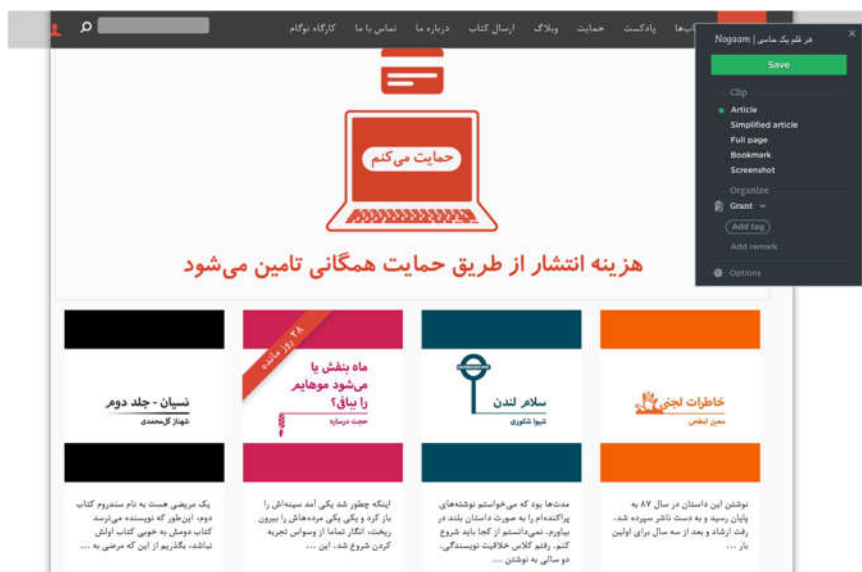 کارگاه نوگام
تماس با ما
درباره ما
ارسال کتاب
وبلاگ
حمایت
پادکست
هر قلم یک حامی | Nogaam
Save
Clip
Article
Simplified article
Full page
Bookmark
Screenshot
Organize
Grant
Add tag
Add remark
Options
حمایت می‌کنم
هزینه انتشار از طریق حمایت همگانی تامین می‌شود
خاطرات لجنی
معین ابطحی
نوشتن این داستان در سال ۸۷ به
پایان رسید و به دست ناشر سپرده شد.
رفت ارشاد و بعد از سه سال برای اولین
بار ...
سلام لندن
شیوا شکوری
مدت‌ها بود که می‌خواستم نوشته‌های
پراکنده‌ام را به صورت داستان بلند در
بیاورم. نمی‌دانستم از کجا باید شروع
کنم. رفتم کلاس خلاقیت نویسندگی.
دو سالی به نوشتن ...
۲۸ روز مانده
ماه بنفش یا
می‌شود موهایم
را ببافی؟
حجت درساره
اینکه چطور شد یکی آمد سینه‌اش را
باز کرد و یکی یکی مرده‌هاش را بیرون
ریخت، انگار تماما از وسواس تجربه
کردن شروع شد. این ...
نسیان - جلد دوم
شهناز گل‌محمدی
یک مریضی هست به نام سندروم کتاب
دوم، این‌طور که نویسنده می‌ترسد
کتاب دومش به خوبی کتاب اولش
نباشد، بگذریم از این که مرضی به ...